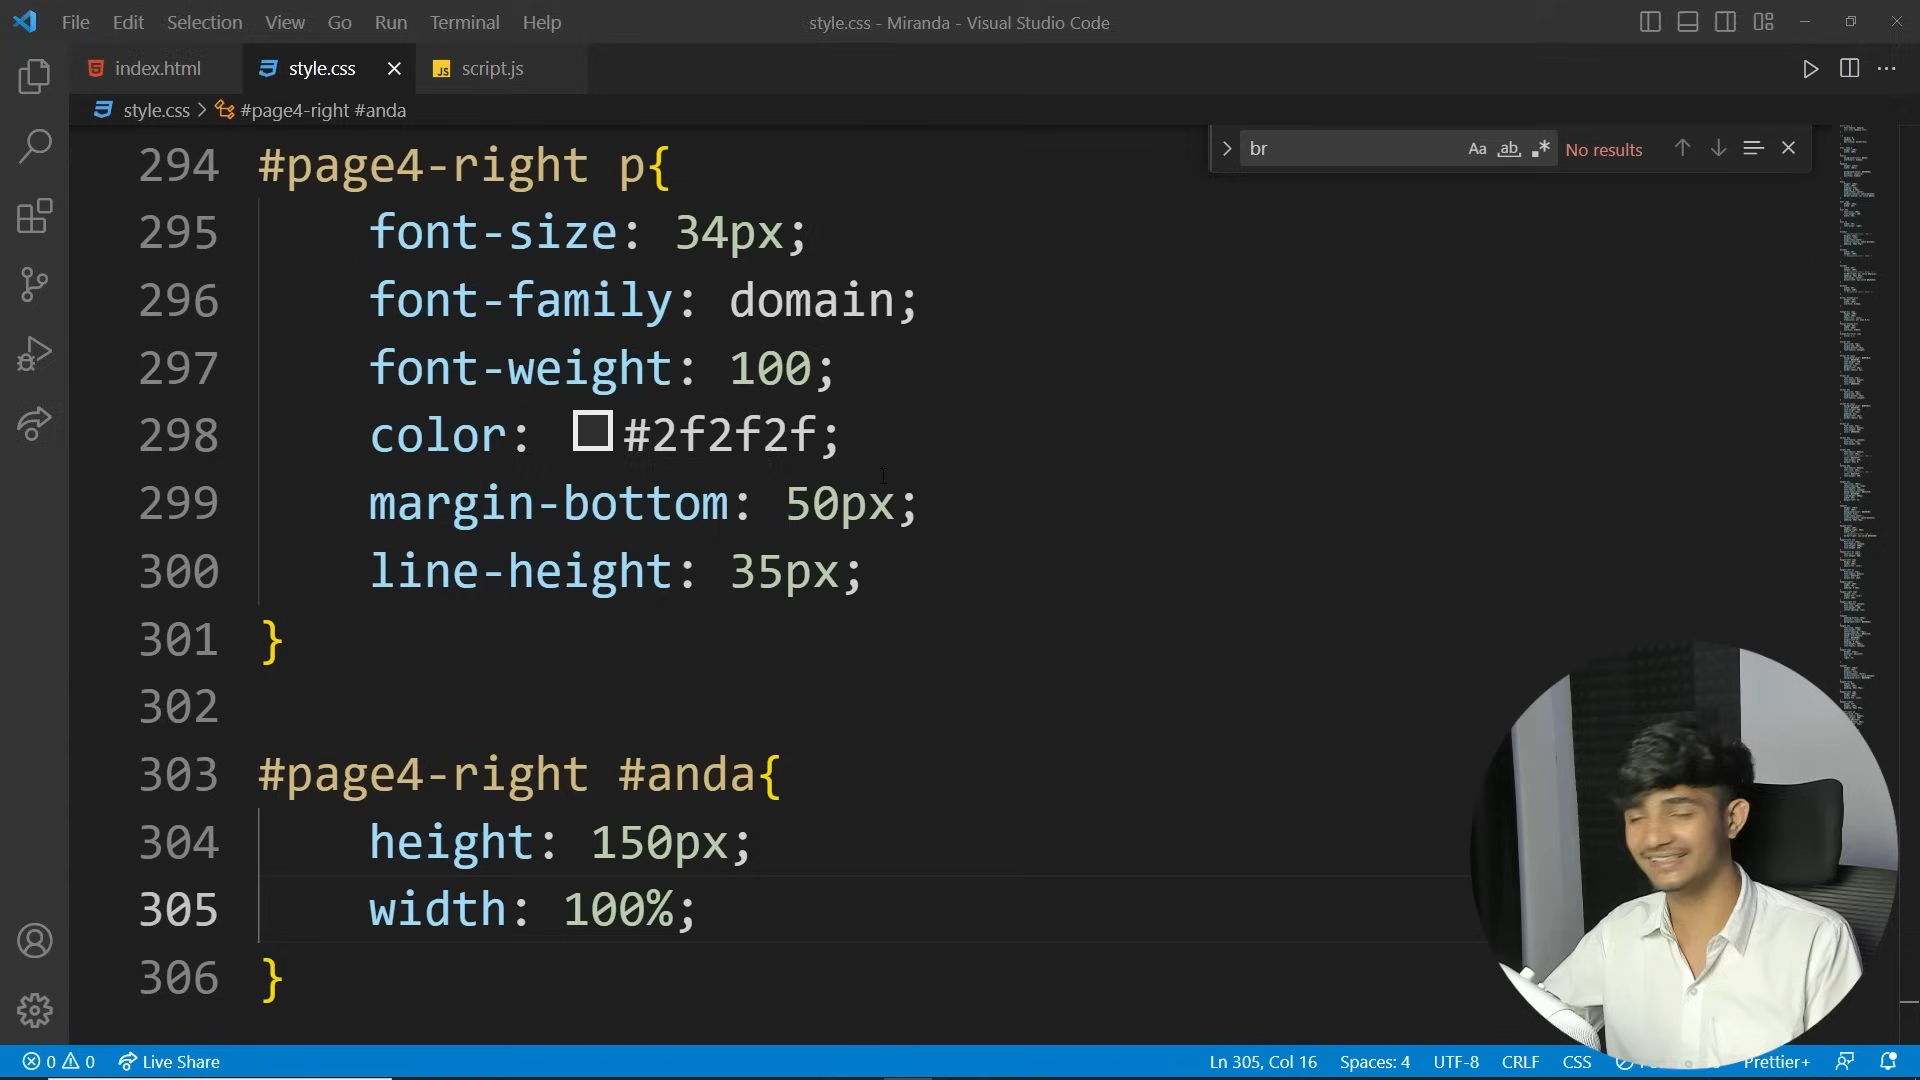 File Edit Selection View Go Run Terminal Help
style.css - Miranda - Visual Studio Code
index.html style.css script.js
style.css > #page4-right #anda
br Aa ab .* No results
294 #page4-right p{
295 font-size: 34px;
296 font-family: domain;
297 font-weight: 100;
298 color: #2f2f2f;
299 margin-bottom: 50px;
300 line-height: 35px;
301 }
302
303 #page4-right #anda{
304 height: 150px;
305 width: 100%;
306 }
0 0 Live Share Ln 305, Col 16 Spaces: 4 UTF-8 CRLF CSS Prettier+